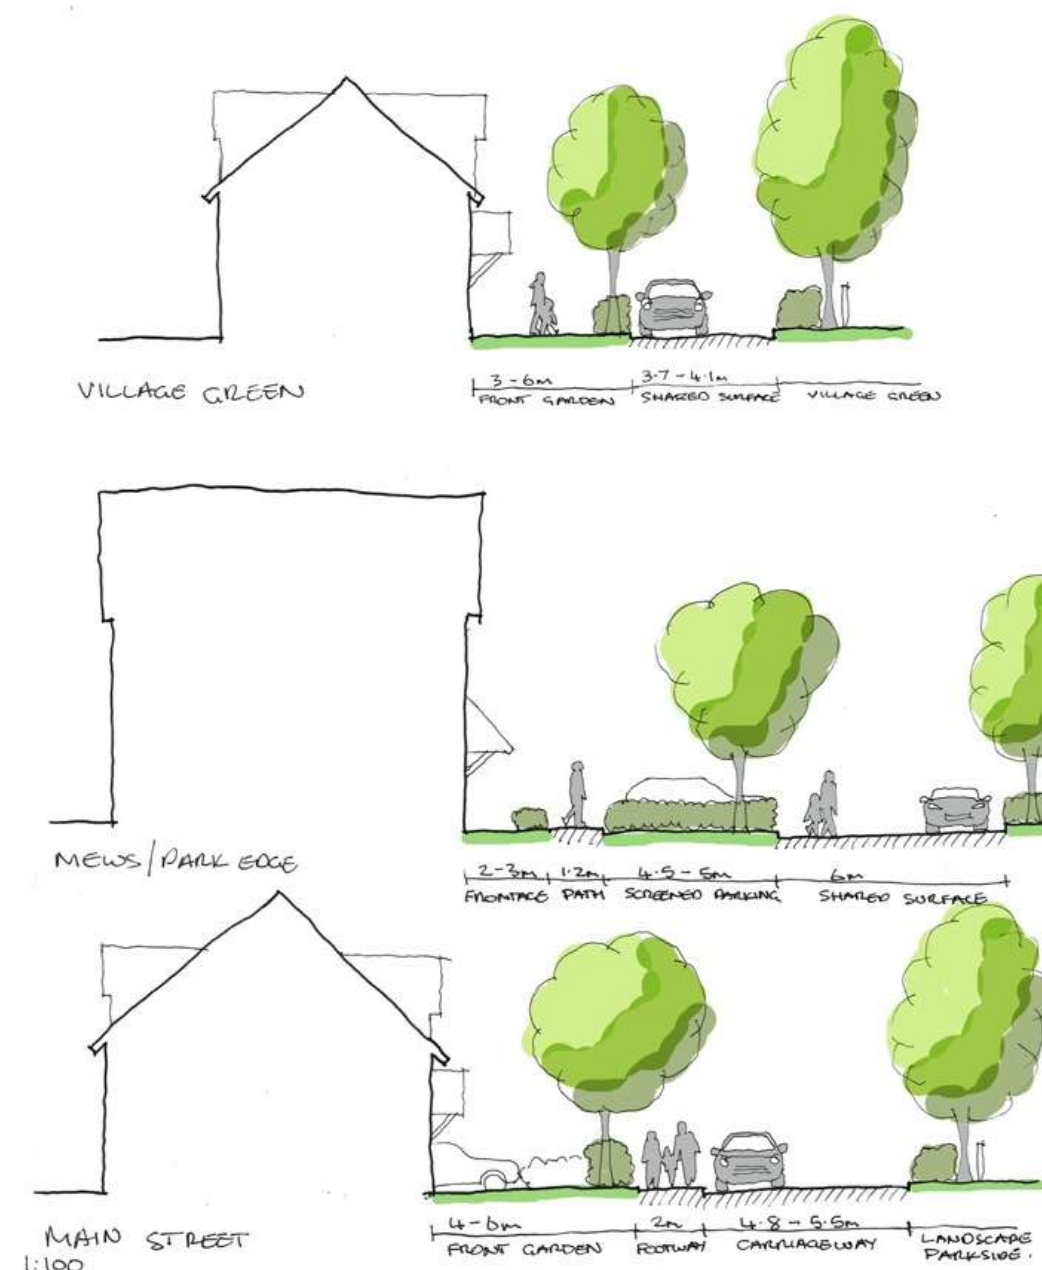 3-6m 3.7-4.1m
FRONT GARDEN SHARED SURFACE VILLAGE GREEN
VILLAGE GREEN
MEWS/PARK EDGE
2-3m 1.2m 4.5-5m 6m
FRONTAGE PATH SCREENED PARKING SHARED SURFACE
4-6m 2m 4.8-5.5m
FRONT GARDEN FOOTWAY CARRIAGEWAY LANDSCAPE
PARKSIDE.
MAIN STREET
1:100